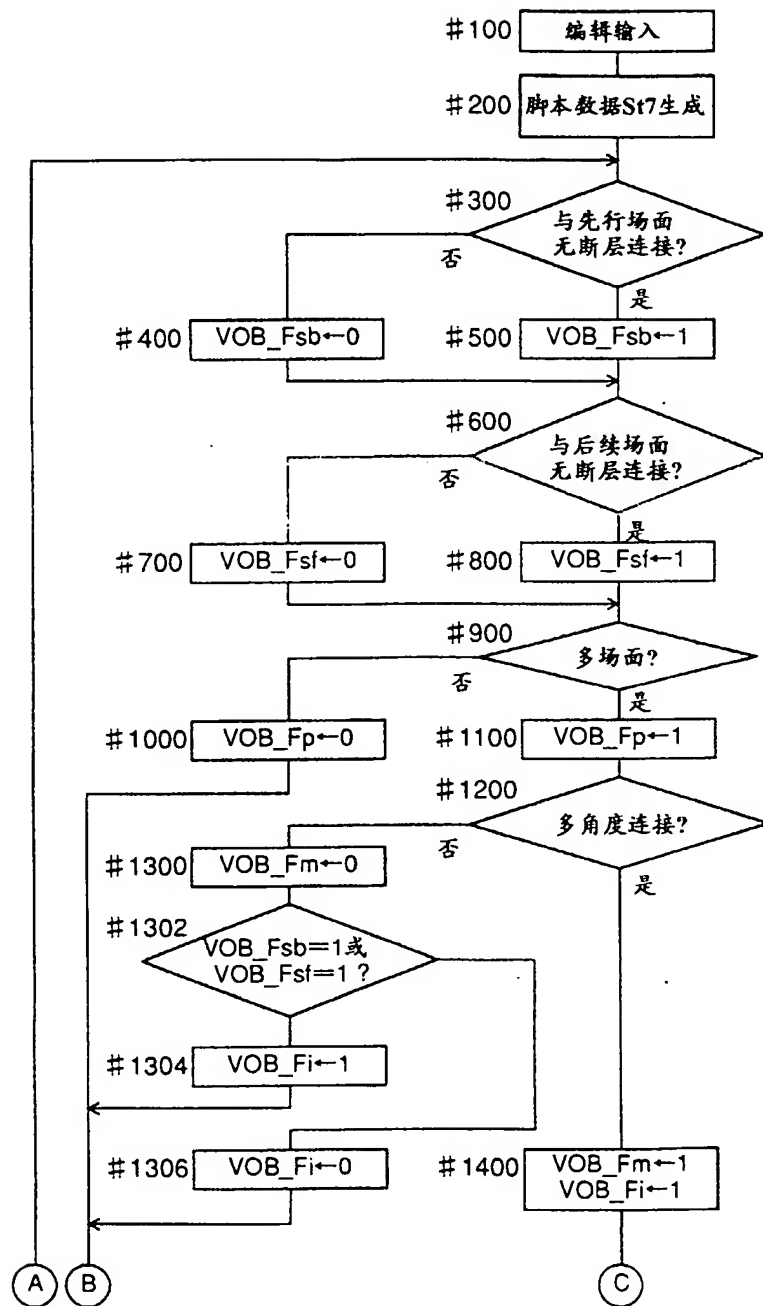 #100 编辑输入
#200 脚本数据St7生成
#300
与先行场面
无断层连接?
否
是
#400 VOB_Fsb←0
#500 VOB_Fsb←1
#600
与后续场面
无断层连接?
否
是
#700 VOB_Fsf←0
#800 VOB_Fsf←1
#900
多场面?
否
是
#1000 VOB_Fp←0
#1100 VOB_Fp←1
#1200
多角度连接?
否
是
#1300 VOB_Fm←0
#1302
VOB_Fsb=1或
VOB_Fsf=1?
#1304 VOB_Fi←1
#1306 VOB_Fi←0
#1400 VOB_Fm←1
VOB_Fi←1
A B C